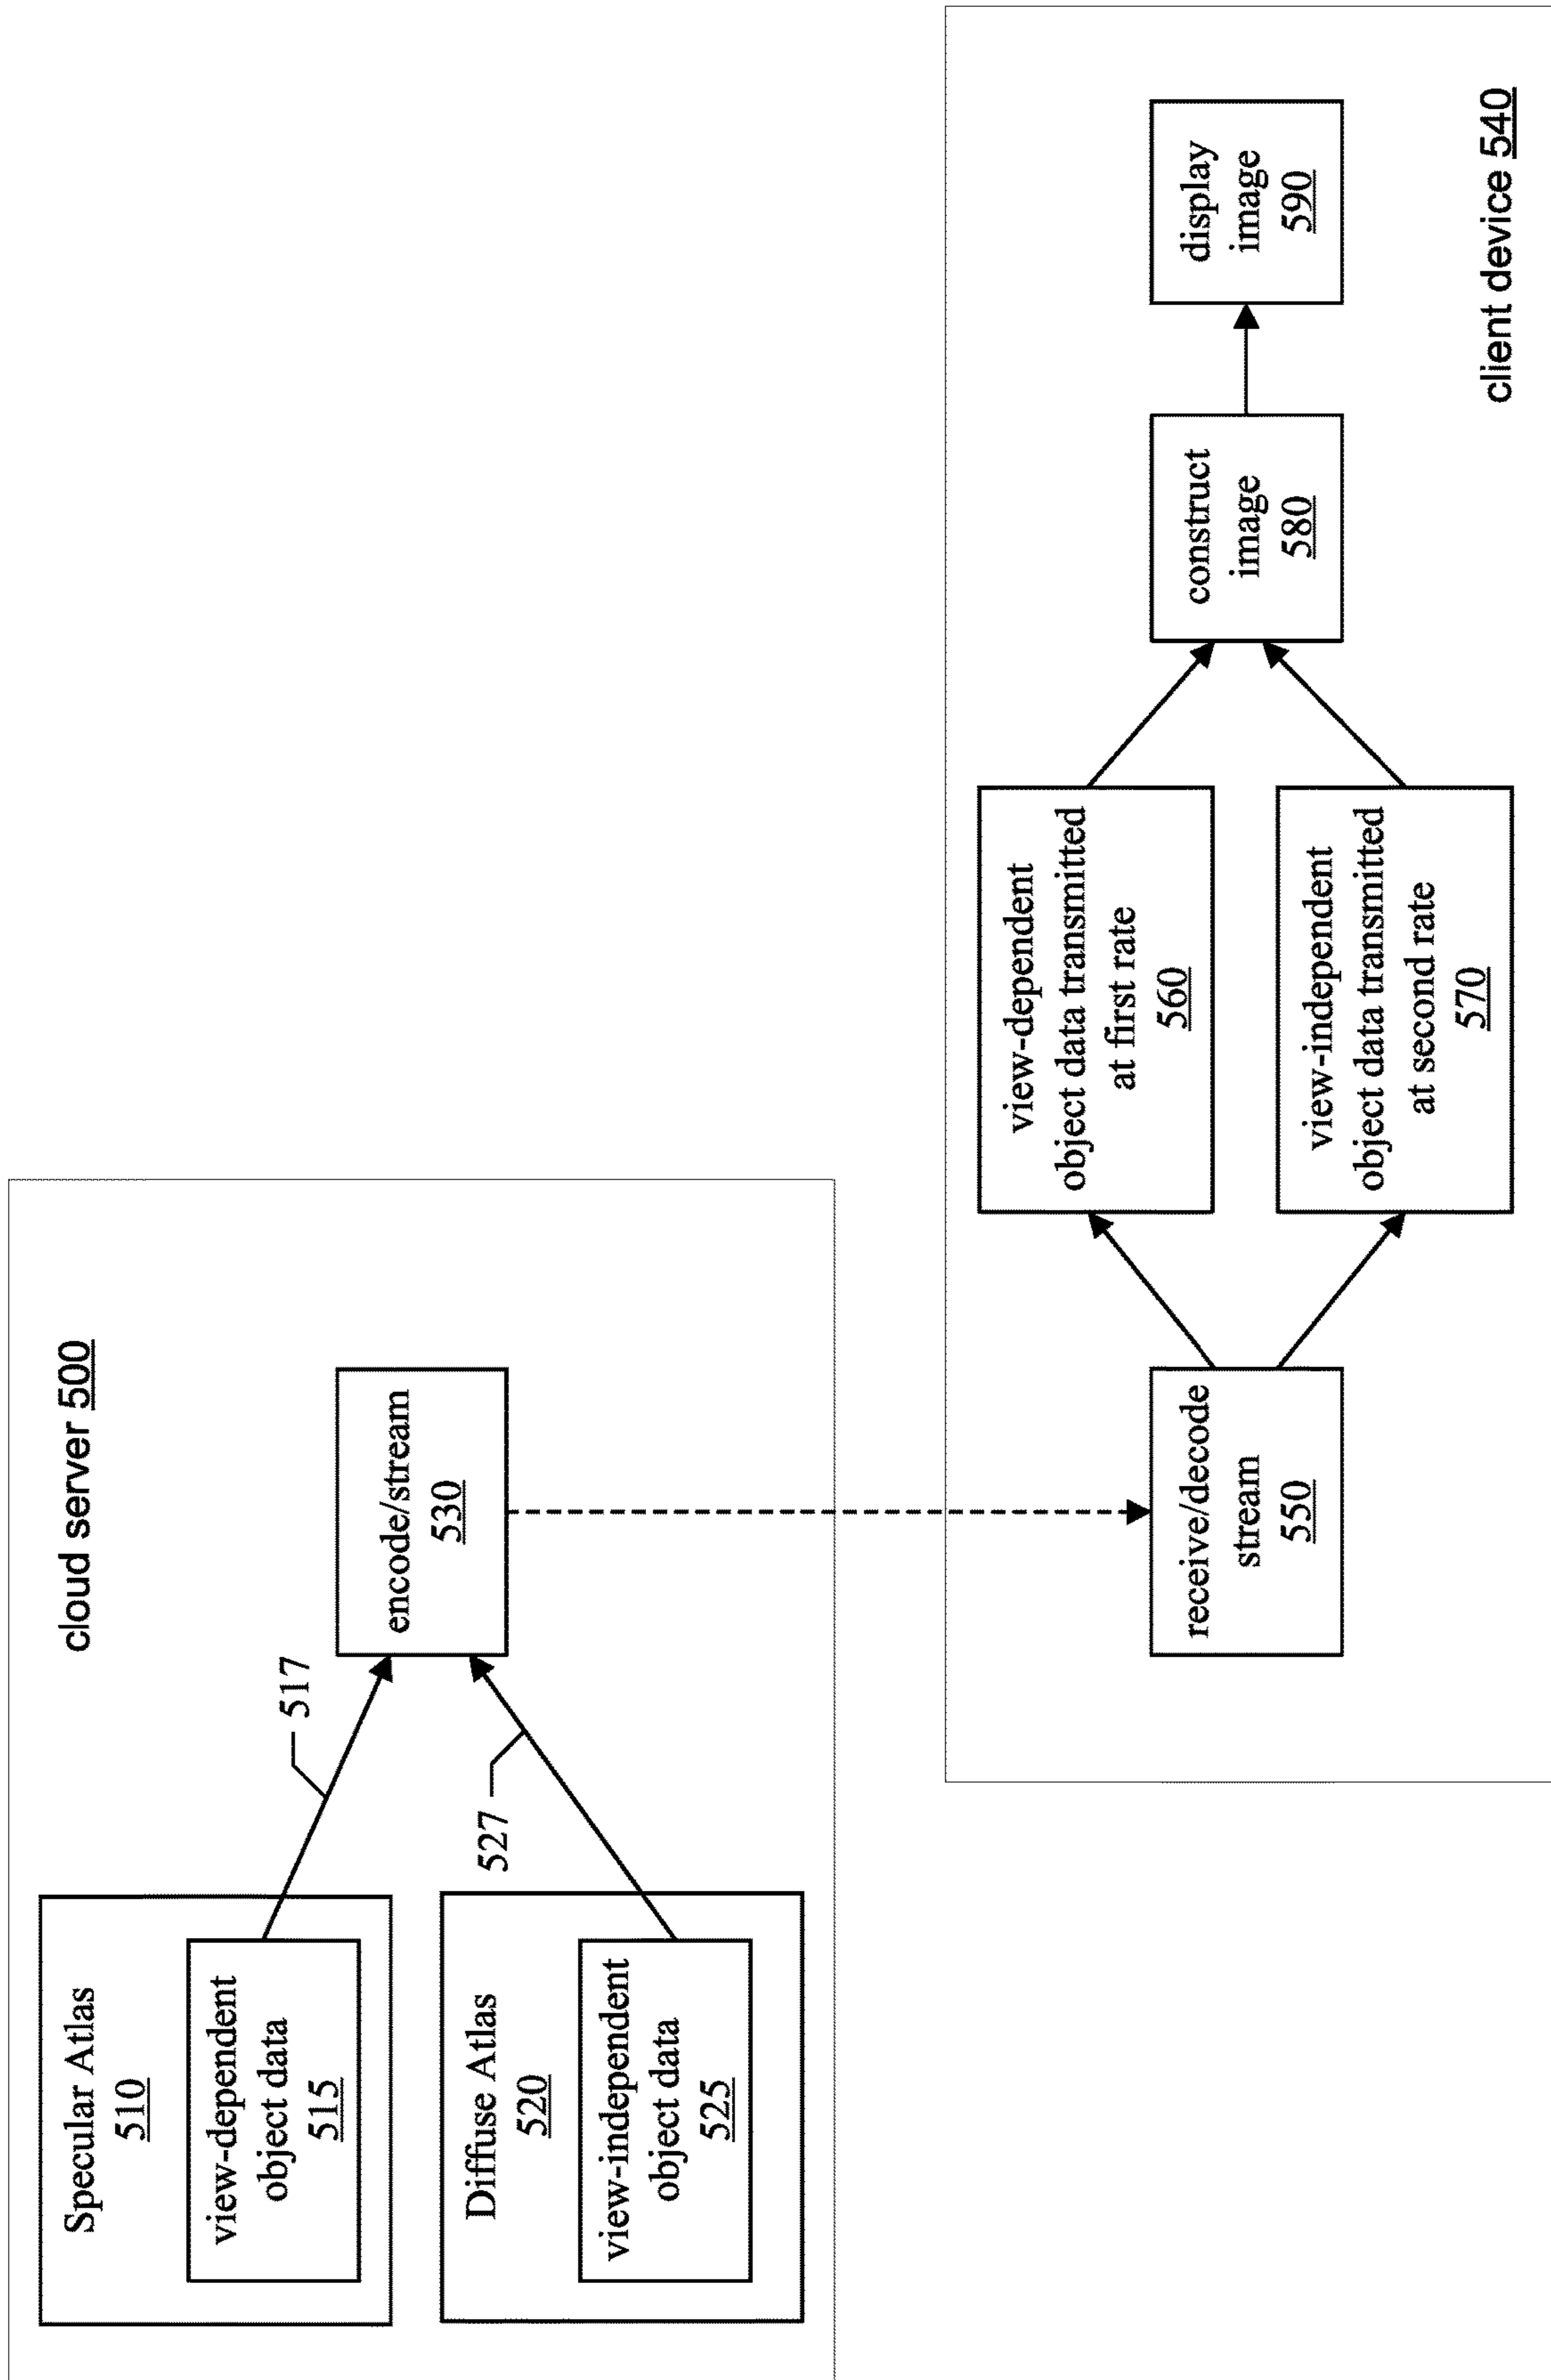 cloud server 500
Specular Atlas
510
view-dependent
object data
515
517
Diffuse Atlas
520
view-independent
object data
525
527
encode/stream
530
receive/decode
stream
550
view-dependent
object data transmitted
at first rate
560
view-independent
object data transmitted
at second rate
570
construct
image
580
display
image
590
client device 540